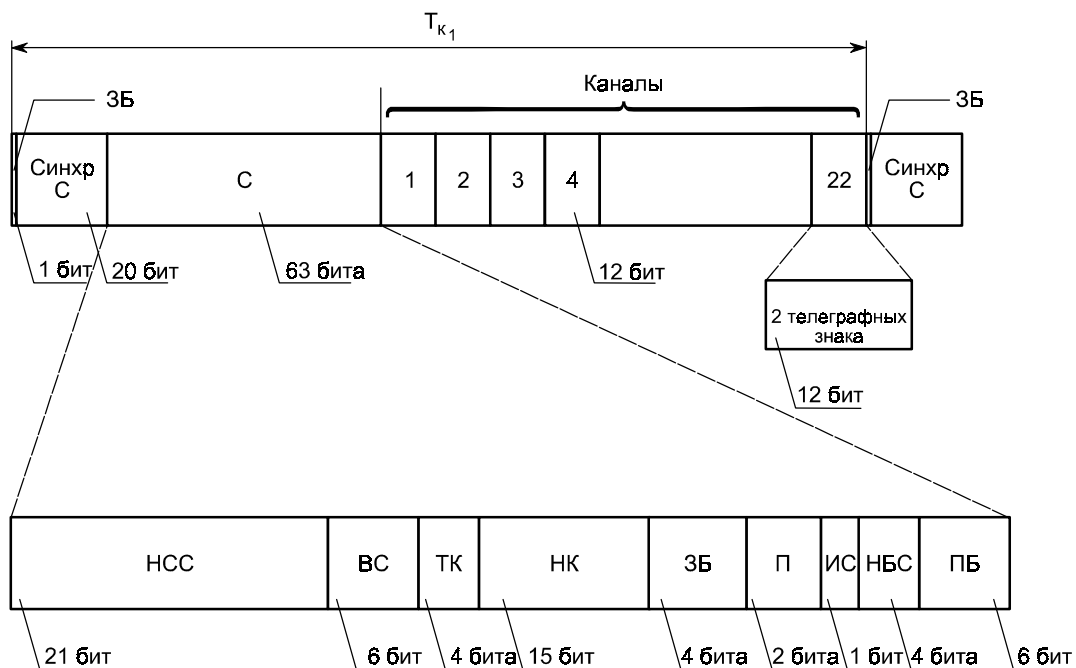 Тк1
Каналы
ЗБ
ЗБ
Синхр
С
С
1
2
3
4
22
Синхр
С
1 бит
20 бит
63 бита
12 бит
2 телеграфных
знака
12 бит
НСС
ВС
ТК
НК
ЗБ
П
ИС
НБС
ПБ
21 бит
6 бит
4 бита
15 бит
4 бита
2 бита
1 бит
4 бита
6 бит